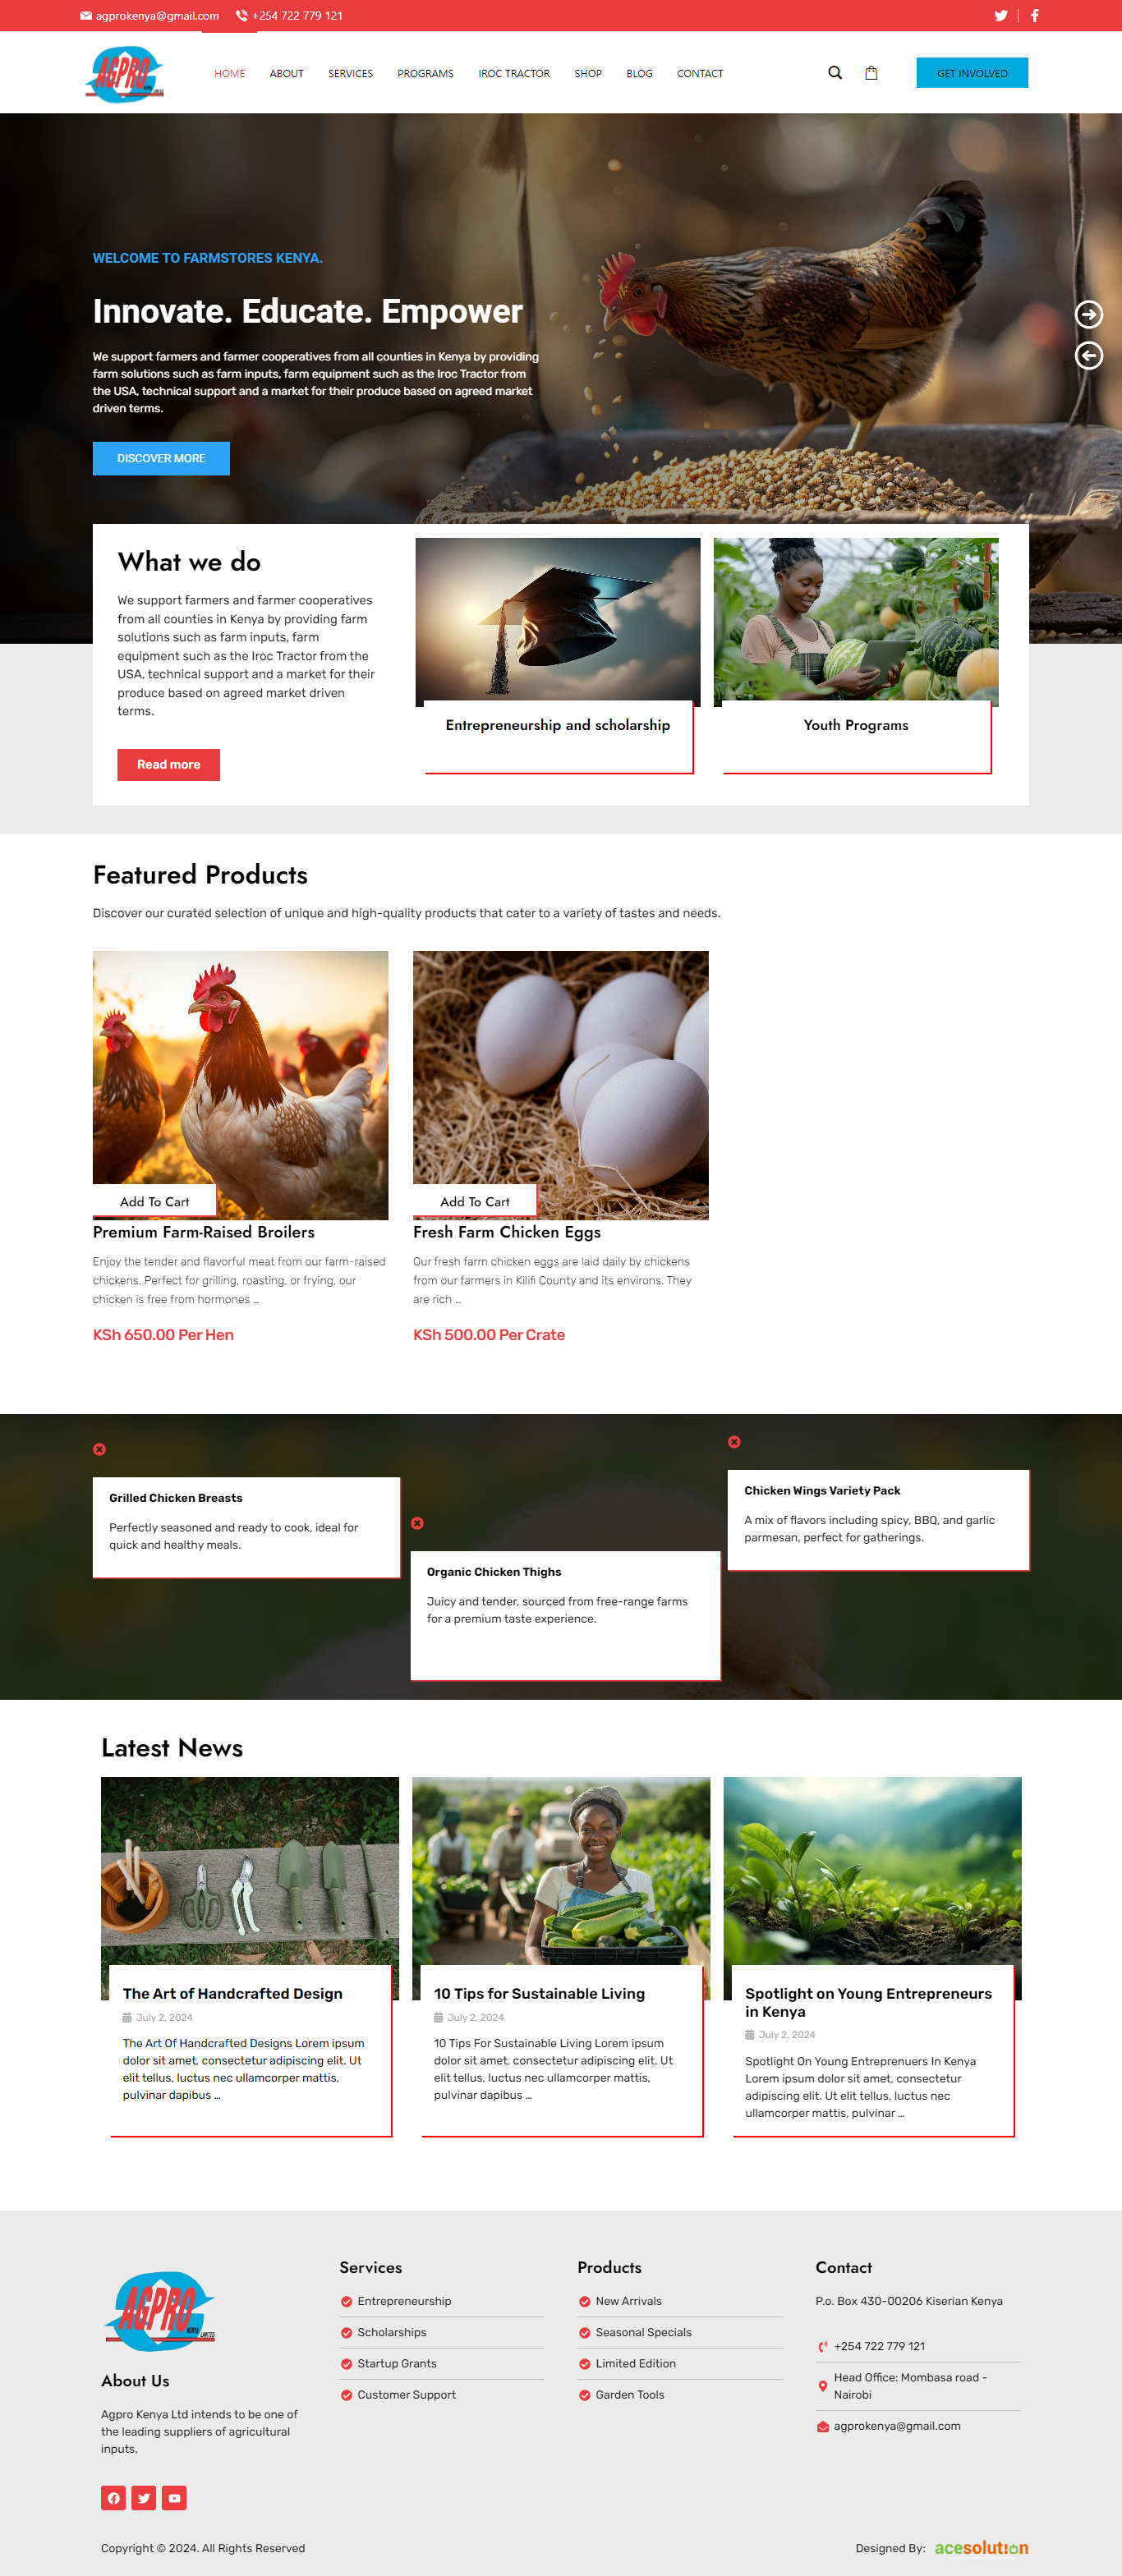 agprokenya@gmail.com +254 722 779 121
AGPRO
KENYA LIMITED
HOME ABOUT SERVICES PROGRAMS IROC TRACTOR SHOP BLOG CONTACT
GET INVOLVED
WELCOME TO FARMSTORES KENYA.
Innovate. Educate. Empower
We support farmers and farmer cooperatives from all counties in Kenya by providing
farm solutions such as farm inputs, farm equipment such as the Iroc Tractor from
the USA, technical support and a market for their produce based on agreed market
driven terms.
DISCOVER MORE
What we do
We support farmers and farmer cooperatives
from all counties in Kenya by providing farm
solutions such as farm inputs, farm
equipment such as the Iroc Tractor from the
USA, technical support and a market for their
produce based on agreed market driven
terms.
Read more
Entrepreneurship and scholarship
Youth Programs
Featured Products
Discover our curated selection of unique and high-quality products that cater to a variety of tastes and needs.
Add To Cart
Premium Farm-Raised Broilers
Enjoy the tender and flavorful meat from our farm-raised
chickens. Perfect for grilling, roasting, or frying, our
chicken is free from hormones ...
KSh 650.00 Per Hen
Add To Cart
Fresh Farm Chicken Eggs
Our fresh farm chicken eggs are laid daily by chickens
from our farmers in Kilifi County and its environs. They
are rich ...
KSh 500.00 Per Crate
Grilled Chicken Breasts
Perfectly seasoned and ready to cook, ideal for
quick and healthy meals.
Organic Chicken Thighs
Juicy and tender, sourced from free-range farms
for a premium taste experience.
Chicken Wings Variety Pack
A mix of flavors including spicy, BBQ, and garlic
parmesan, perfect for gatherings.
Latest News
The Art of Handcrafted Design
July 2, 2024
The Art Of Handcrafted Designs Lorem ipsum
dolor sit amet, consectetur adipiscing elit. Ut
elit tellus, luctus nec ullamcorper mattis,
pulvinar dapibus ...
10 Tips for Sustainable Living
July 2, 2024
10 Tips For Sustainable Living Lorem ipsum
dolor sit amet, consectetur adipiscing elit. Ut
elit tellus, luctus nec ullamcorper mattis,
pulvinar dapibus ...
Spotlight on Young Entrepreneurs
in Kenya
July 2, 2024
Spotlight On Young Entreprenuers In Kenya
Lorem ipsum dolor sit amet, consectetur
adipiscing elit. Ut elit tellus, luctus nec
ullamcorper mattis, pulvinar ...
AGPRO
KENYA LIMITED
About Us
Agpro Kenya Ltd intends to be one of
the leading suppliers of agricultural
inputs.
Services
Entrepreneurship
Scholarships
Startup Grants
Customer Support
Products
New Arrivals
Seasonal Specials
Limited Edition
Garden Tools
Contact
P.o. Box 430-00206 Kiserian Kenya
+254 722 779 121
Head Office: Mombasa road -
Nairobi
agprokenya@gmail.com
Copyright © 2024. All Rights Reserved
Designed By: acesolution